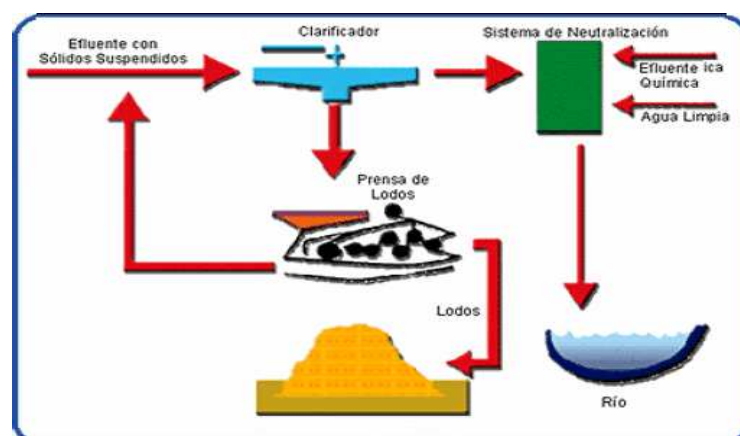 Efluente con
Sólidos Suspendidos
Clarificador
Sistema de Neutralización
Efluente ica
Química
Agua Limpia
Prensa de
Lodos
Lodos
Río